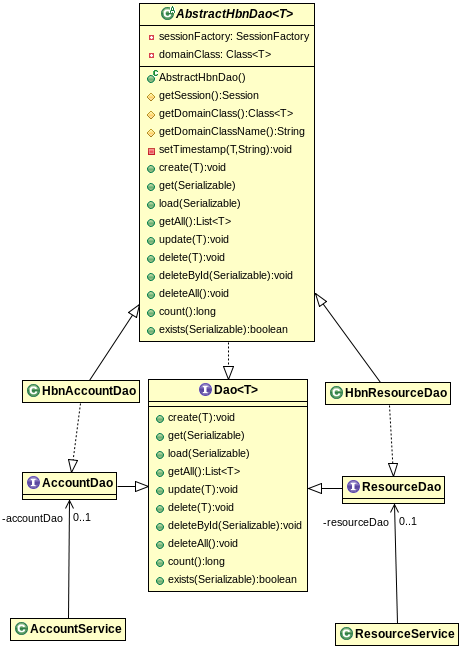 AbstractHbnDao<T>
sessionFactory: SessionFactory
domainClass: Class<T>
AbstractHbnDao()
getSession():Session
getDomainClass():Class<T>
getDomainClassName():String
setTimestamp(T,String):void
create(T):void
get(Serializable)
load(Serializable)
getAll():List<T>
update(T):void
delete(T):void
deleteById(Serializable):void
deleteAll():void
count():long
exists(Serializable):boolean
HbnAccountDao
Dao<T>
HbnResourceDao
create(T):void
get(Serializable)
load(Serializable)
getAll():List<T>
update(T):void
delete(T):void
deleteById(Serializable):void
deleteAll():void
count():long
exists(Serializable):boolean
AccountDao
ResourceDao
-accountDao 0..1
-resourceDao 0..1
AccountService
ResourceService